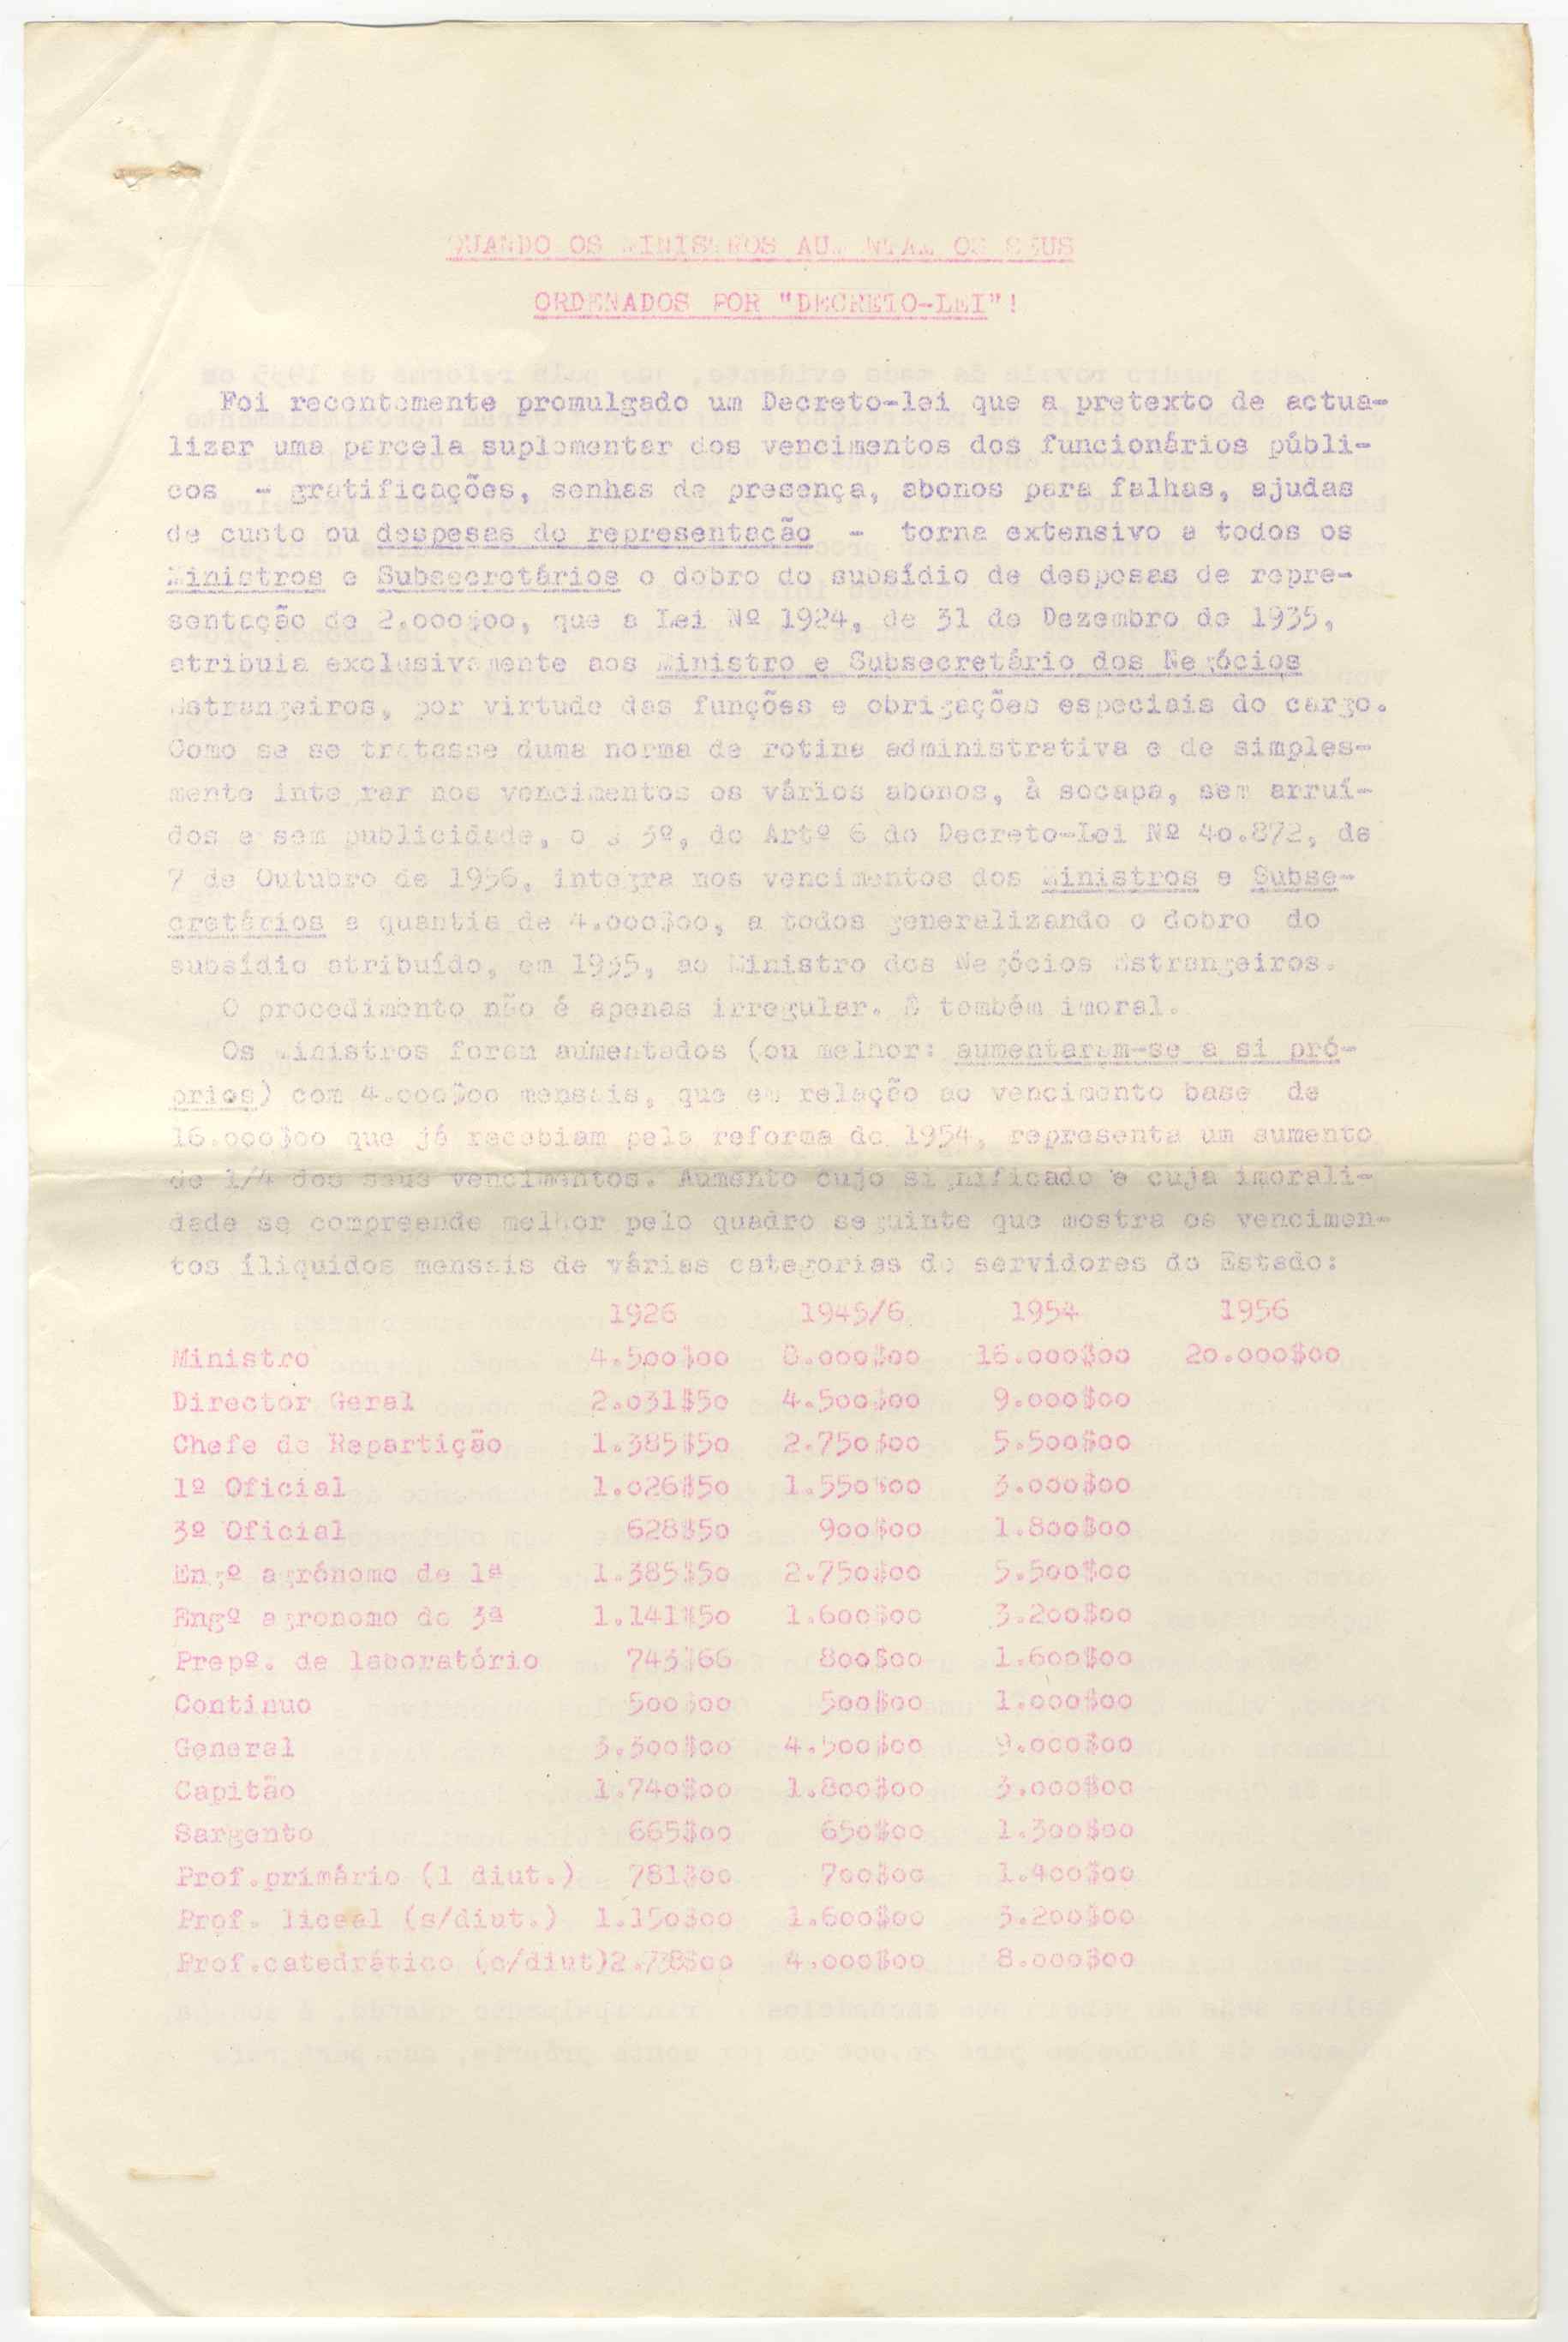 QUANDO OS MINISTROS AUMENTAM OS SEUS
ORDENADOS POR "DECRETO-LEI"!
Foi recentemente promulgado um Decreto-lei que a pretexto de actua-
lizar uma parcela suplementar dos vencimentos dos funcionários públi-
cos - gratificações, senhas de presença, abonos para falhas, ajudas
de custo ou despesas de representação - torna extensivo a todos os
Ministros e Subsecretários o dobro do subsídio de despesas de repre-
sentação de 2.000$00, que a Lei Nº 1924, de 31 de Dezembro de 1935,
atribuia exclusivamente aos Ministro e Subsecretário dos Negócios
Estrangeiros, por virtude das funções e obrigações especiais do cargo.
Como se se tratasse duma norma de rotina administrativa e de simples-
mente integrar nos vencimentos os vários abonos, à socapa, sem arruí-
dos e sem publicidade, o § 3º, do Artº 6 do Decreto-Lei Nº 40.872, de
7 de Outubro de 1956, integra nos vencimentos dos Ministros e Subse-
cretários a quantia de 4.000$00, a todos generalizando o dobro do
subsídio atribuído, em 1935, ao Ministro dos Negócios Estrangeiros.
O procedimento não é apenas irregular. É também imoral.
Os Ministros foram aumentados (ou melhor: aumentaram-se a si pró-
prios) com 4.000$00 mensais, que em relação ao vencimento base de
16.000$00 que já recebiam pela reforma de 1954, representa um aumento
de 1/4 dos seus vencimentos. Aumento cujo significado e cuja imorali-
dade se compreende melhor pelo quadro seguinte que mostra os vencimen-
tos íliquidos mensais de várias categorias de servidores do Estado:
1926 1945/6 1954 1956
Ministro 4.500$00 8.000$00 16.000$00 20.000$00
Director Geral 2.031$50 4.500$00 9.000$00
Chefe de Repartição 1.385$50 2.750$00 5.500$00
1º Oficial 1.026$50 1.550$00 3.000$00
3º Oficial 628$50 900$00 1.800$00
Engº agrónomo de 1ª 1.385$50 2.750$00 5.500$00
Engº agronomo de 3ª 1.141$50 1.600$00 3.200$00
Prepº. de laboratório 743$66 800$00 1.600$00
Continuo 500$00 500$00 1.000$00
General 3.300$00 4.500$00 9.000$00
Capitão 1.740$00 1.800$00 3.000$00
Sargento 665$00 650$00 1.300$00
Prof.primário (1 diut.) 781$00 700$00 1.400$00
Prof. liceal (s/diut.) 1.150$00 1.600$00 3.200$00
Prof.catedrático (c/diut) 4.000$00 8.000$00